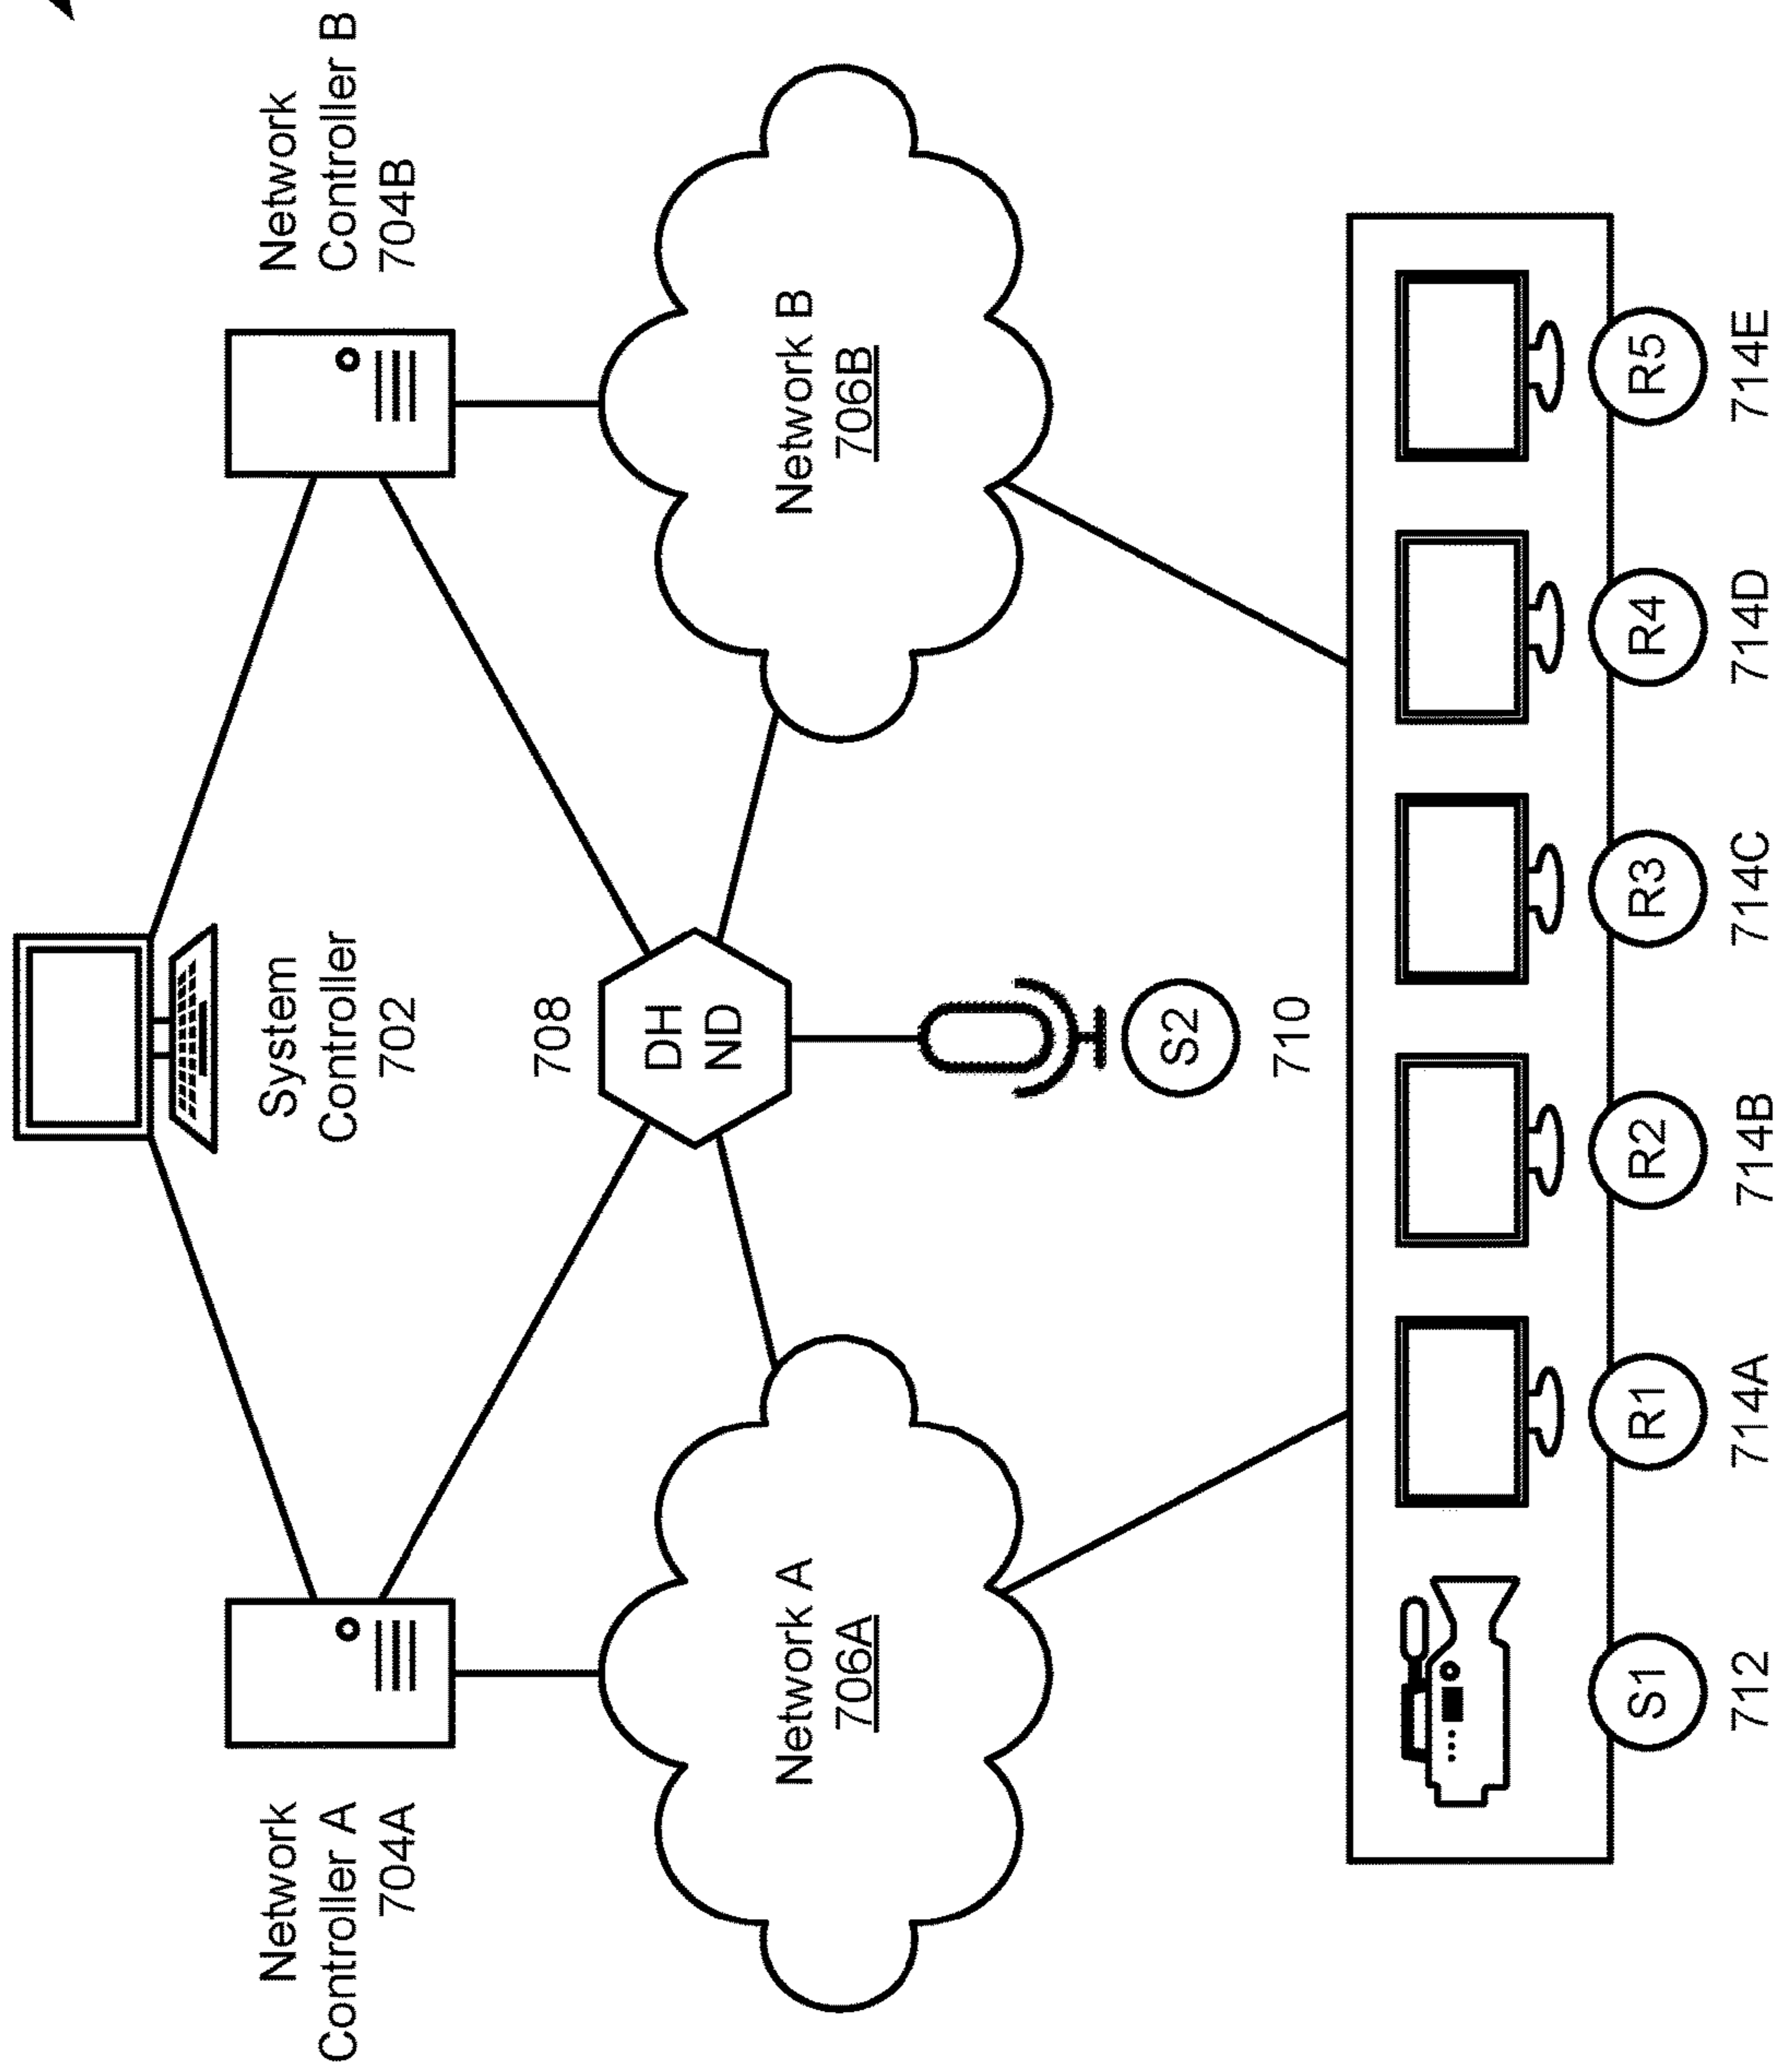 System
Controller
702
Network
Controller A
704A
Network
Controller B
704B
708
DH
ND
Network A
706A
Network B
706B
S2
710
S1
R1
R2
R3
R4
R5
712
714A
714B
714C
714D
714E